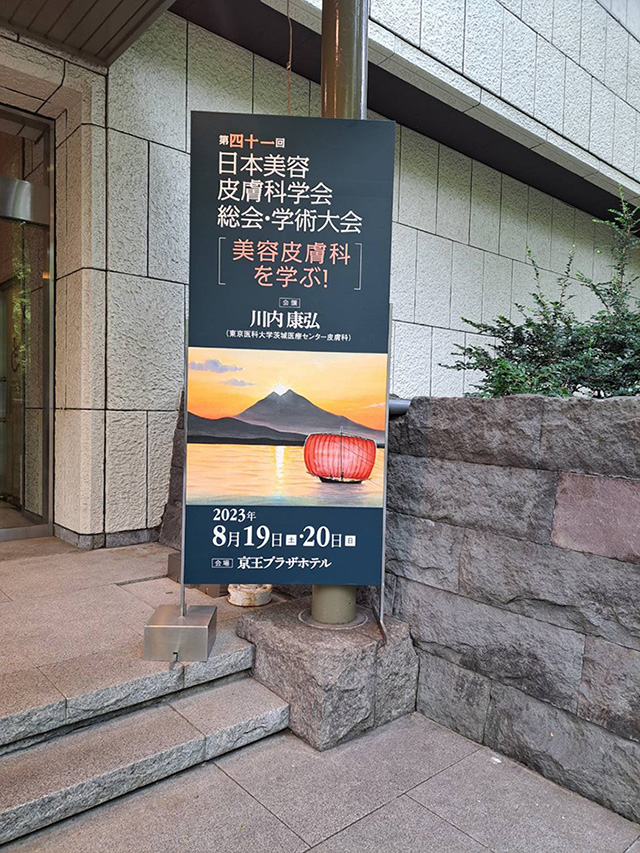 第四十一回
日本美容
皮膚科学会
総会・学術大会
美容皮膚科
を学ぶ!
会頭
川内 康弘
(東京医科大学茨城医療センター皮膚科)
2023年
8月19日土・20日日
会場 京王プラザホテル